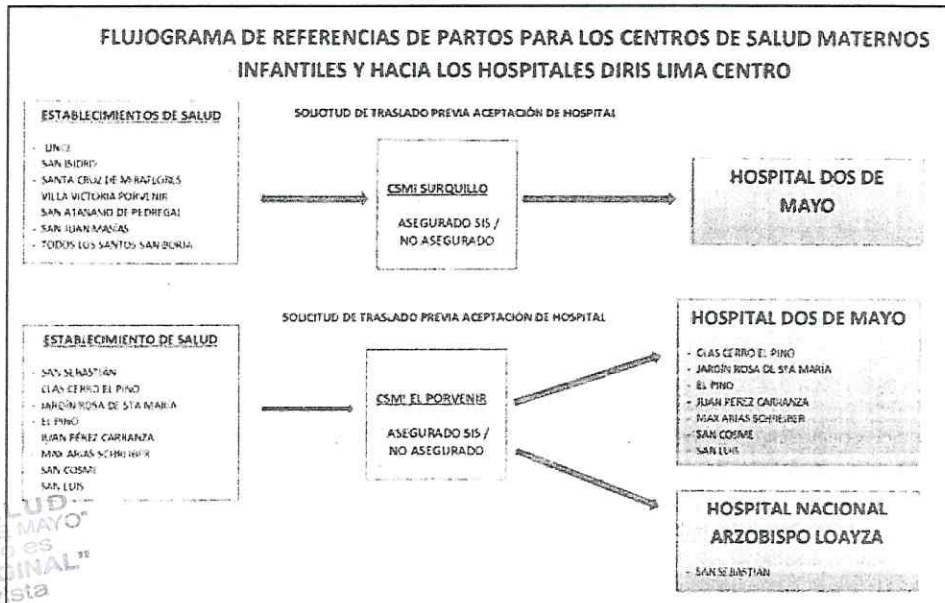 FLUJOGRAMA DE REFERENCIAS DE PARTOS PARA LOS CENTROS DE SALUD MATERNOS
INFANTILES Y HACIA LOS HOSPITALES DIRIS LIMA CENTRO
ESTABLECIMIENTOS DE SALUD
- LINCE
- SAN ISIDRO
- SANTA CRUZ DE MIRAFLORES
VILLA VICTORIA PORVENIR
- SAN ATANASIO DE PEDREGAL
- SAN JUAN MASÍAS
- TODOS LOS SANTOS SAN BORJA
SOLICITUD DE TRASLADO PREVIA ACEPTACIÓN DE HOSPITAL
CSMI SURQUILLO
ASEGURADO SIS /
NO ASEGURADO
HOSPITAL DOS DE
MAYO
ESTABLECIMIENTO DE SALUD
- SAN SEBASTIÁN
CLAS CERRO EL PINO
- JARDÍN ROSA DE STA MARÍA
- EL PINO
JUAN PÉREZ CARRANZA
MAX ARIAS SCHREIBER
SAN COSME
SAN LUIS
SOLICITUD DE TRASLADO PREVIA ACEPTACIÓN DE HOSPITAL
CSMI EL PORVENIR
ASEGURADO SIS /
NO ASEGURADO
HOSPITAL DOS DE MAYO
- CLAS CERRO EL PINO
- JARDÍN ROSA DE STA MARÍA
- EL PINO
- JUAN PÉREZ CARRANZA
- MAX ARIAS SCHREIBER
- SAN COSME
SAN LUIS
HOSPITAL NACIONAL
ARZOBISPO LOAYZA
- SAN SEBASTIÁN
LUD
MAYO"
es
INAL"
sta